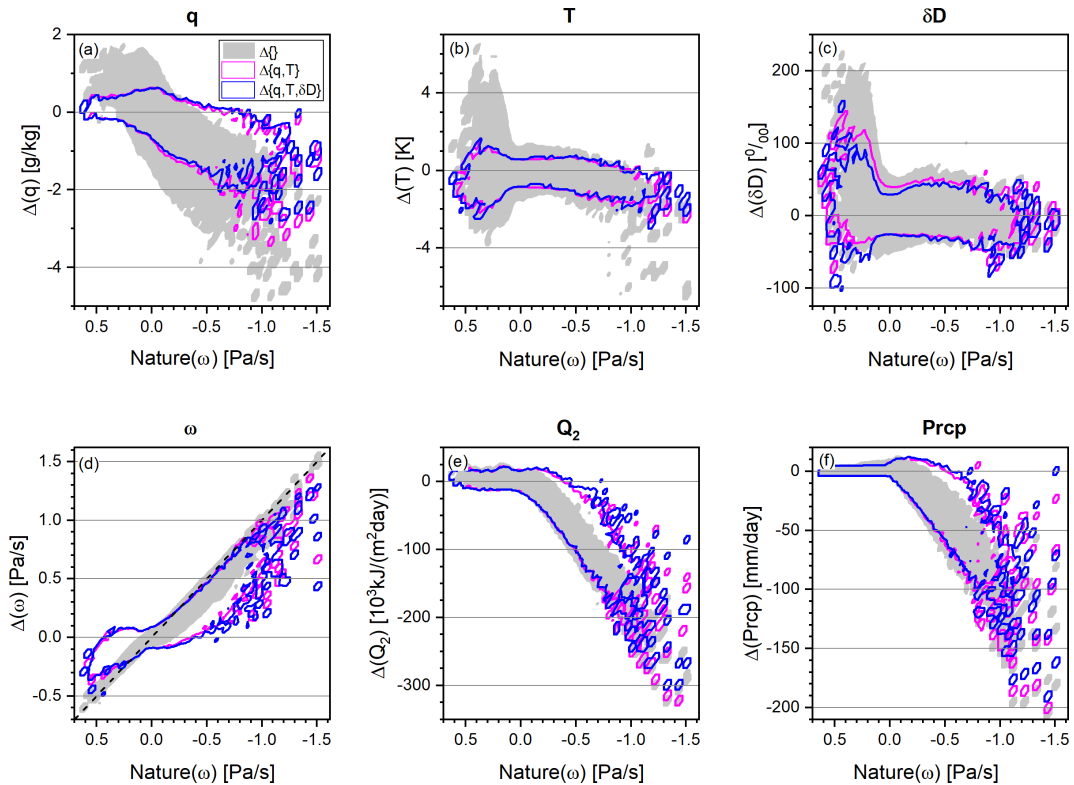 q
(a)
Δ{}
Δ{q,T}
Δ{q,T,δD}
2
0
-2
-4
Δ(q) [g/kg]
0.5 0.0 -0.5 -1.0 -1.5
Nature(ω) [Pa/s]
T
(b)
4
0
-4
Δ(T) [K]
0.5 0.0 -0.5 -1.0 -1.5
Nature(ω) [Pa/s]
δD
(c)
200
100
0
-100
Δ(δD) [⁰/₀₀]
0.5 0.0 -0.5 -1.0 -1.5
Nature(ω) [Pa/s]
ω
(d)
1.5
1.0
0.5
0.0
-0.5
Δ(ω) [Pa/s]
0.5 0.0 -0.5 -1.0 -1.5
Nature(ω) [Pa/s]
Q₂
(e)
0
-100
-200
-300
Δ(Q₂) [10³kJ/(m²day)]
0.5 0.0 -0.5 -1.0 -1.5
Nature(ω) [Pa/s]
Prcp
(f)
0
-50
-100
-150
-200
Δ(Prcp) [mm/day]
0.5 0.0 -0.5 -1.0 -1.5
Nature(ω) [Pa/s]